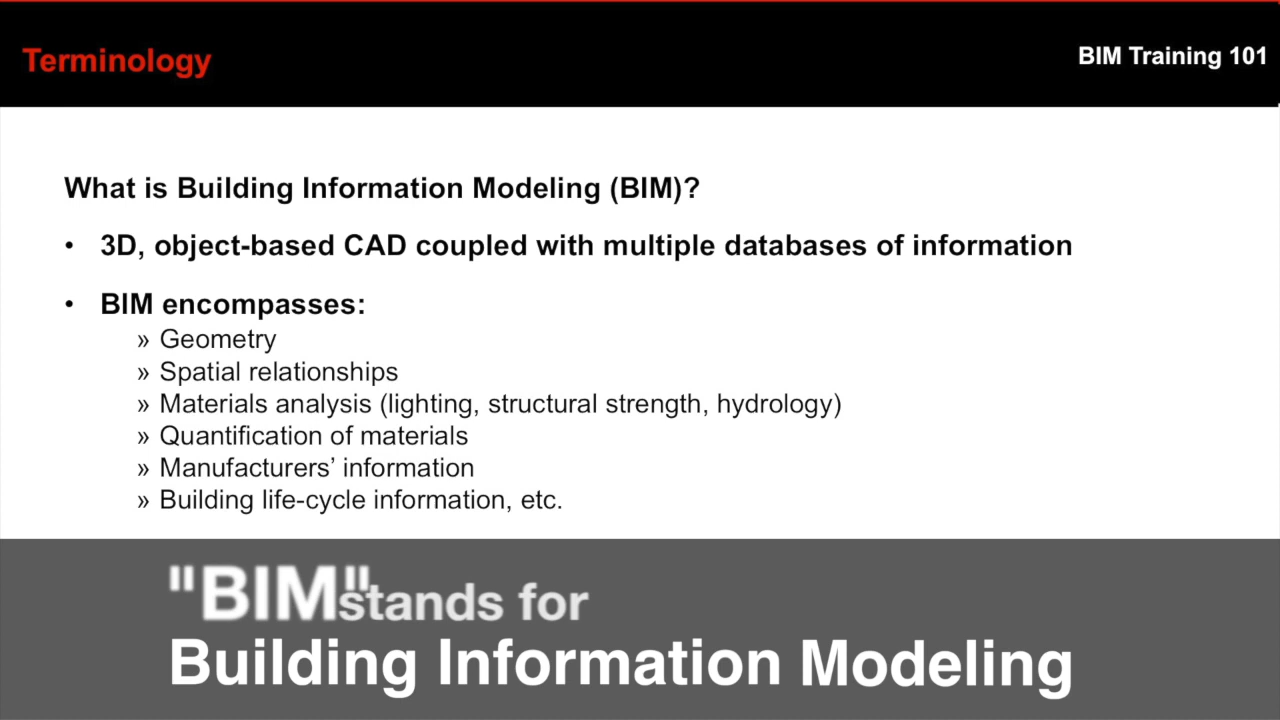 Terminology
BIM Training 101
What is Building Information Modeling (BIM)?
• 3D, object-based CAD coupled with multiple databases of information
• BIM encompasses:
» Geometry
» Spatial relationships
» Materials analysis (lighting, structural strength, hydrology)
» Quantification of materials
» Manufacturers’ information
» Building life-cycle information, etc.
"BIM" stands for
Building Information Modeling